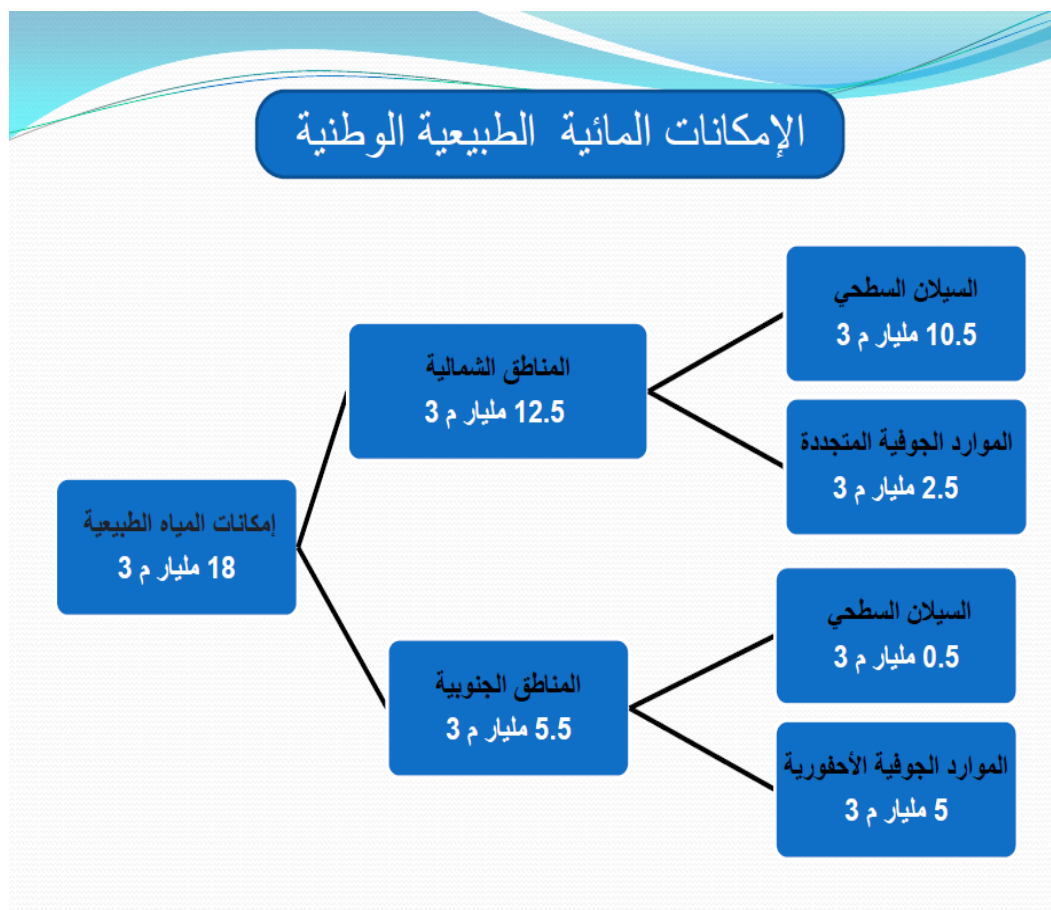 الإمكانات المائية الطبيعية الوطنية
إمكانات المياه الطبيعية
18 مليار م 3
المناطق الشمالية
12.5 مليار م 3
السيلان السطحي
10.5 مليار م 3
الموارد الجوفية المتجددة
2.5 مليار م 3
المناطق الجنوبية
5.5 مليار م 3
السيلان السطحي
0.5 مليار م 3
الموارد الجوفية الأحفورية
5 مليار م 3